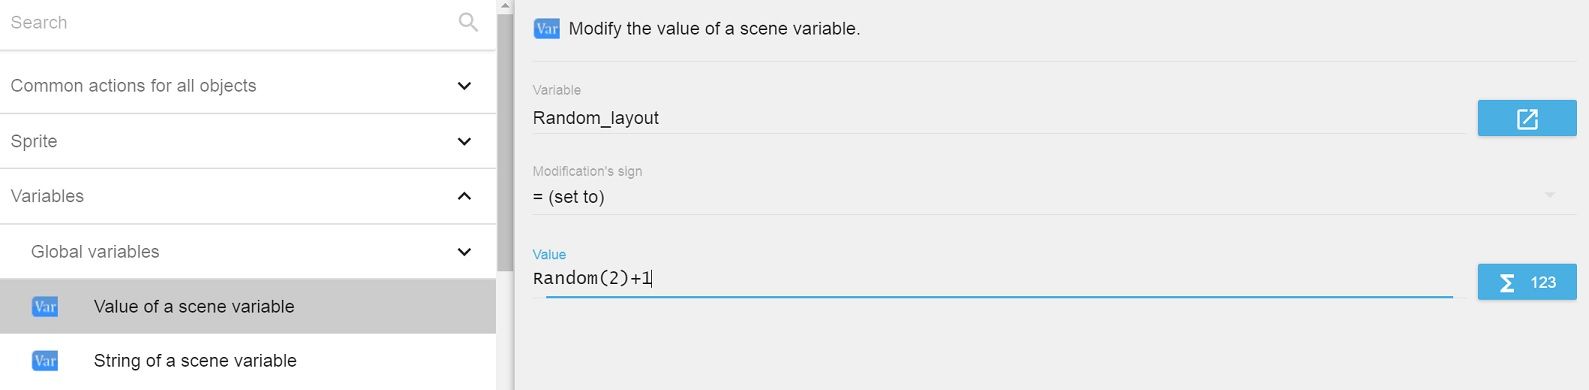 Search
Common actions for all objects
Sprite
Variables
Global variables
Var Value of a scene variable
Var String of a scene variable
Var Modify the value of a scene variable.
Variable
Random_layout
Modification's sign
= (set to)
Value
Random(2)+1
Σ 123